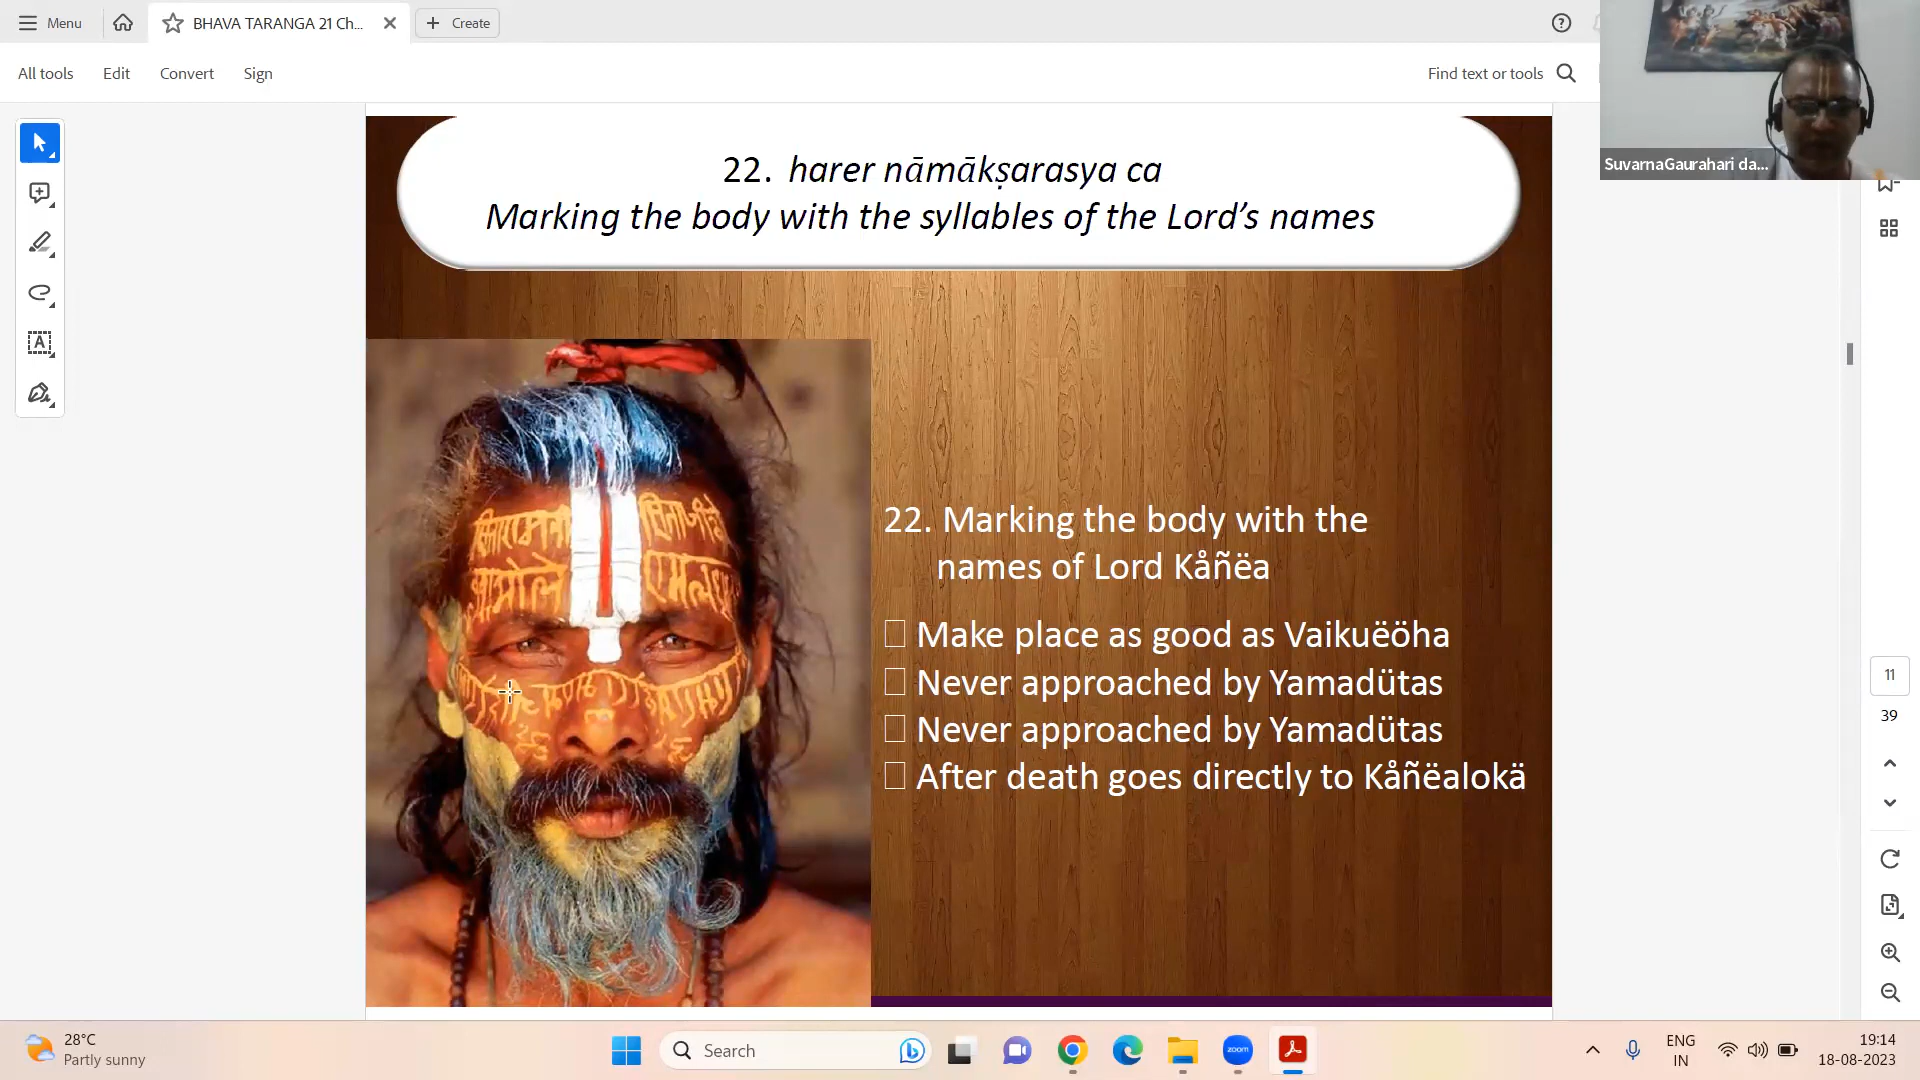 Menu
BHAVA TARANGA 21 Ch...
Create
All tools
Edit
Convert
Sign
Find text or tools
SuvarnaGaurahari da...
22. harer nāmākṣarasya ca
Marking the body with the syllables of the Lord’s names
22. Marking the body with the
names of Lord Kåñëa
Make place as good as Vaikuëöha
Never approached by Yamadütas
Never approached by Yamadütas
After death goes directly to Kåñëalokä
11
39
28°C
Partly sunny
Search
zoom
ENG
IN
19:14
18-08-2023